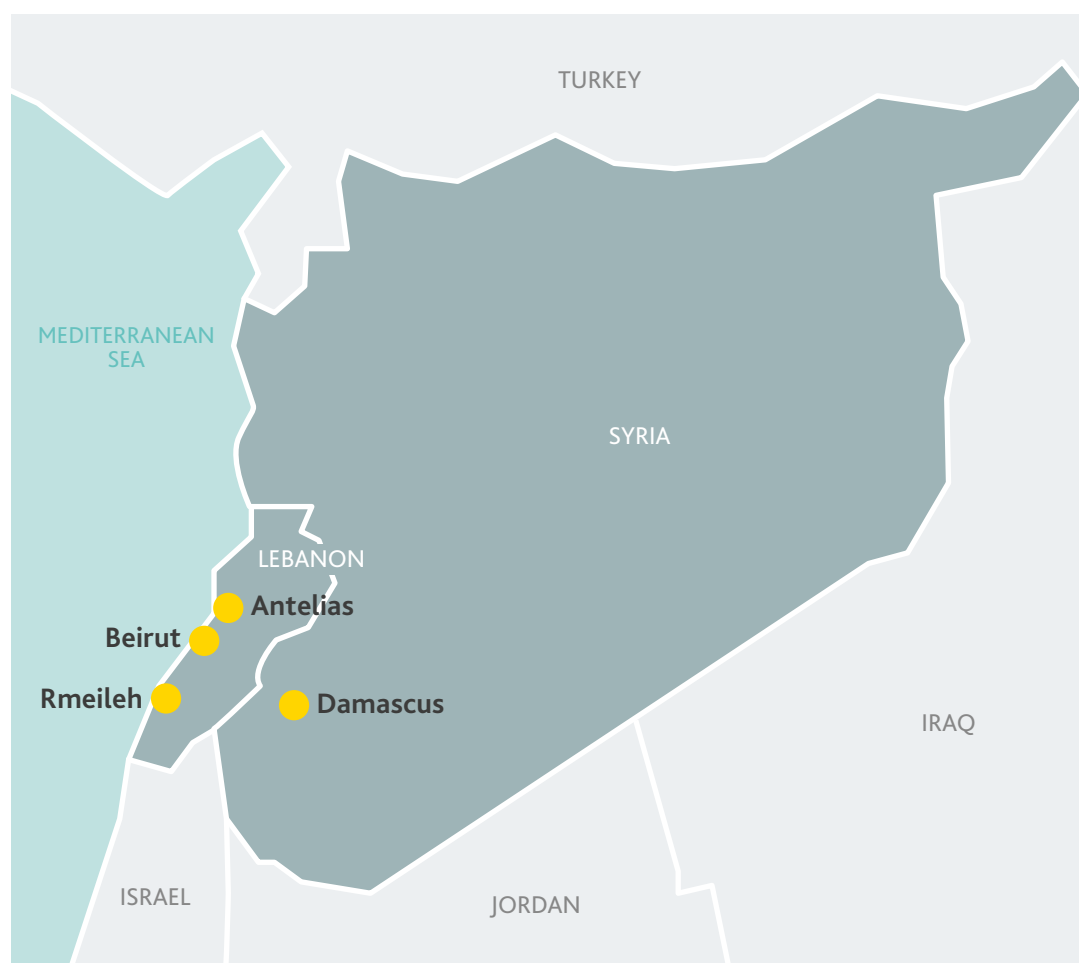 TURKEY
MEDITERRANEAN
SEA
SYRIA
LEBANON
Antelias
Beirut
Rmeileh
Damascus
IRAQ
ISRAEL
JORDAN